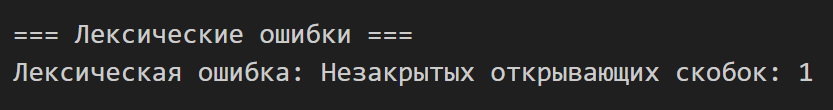 === Лексические ошибки ===
Лексическая ошибка: Незакрытых открывающих скобок: 1